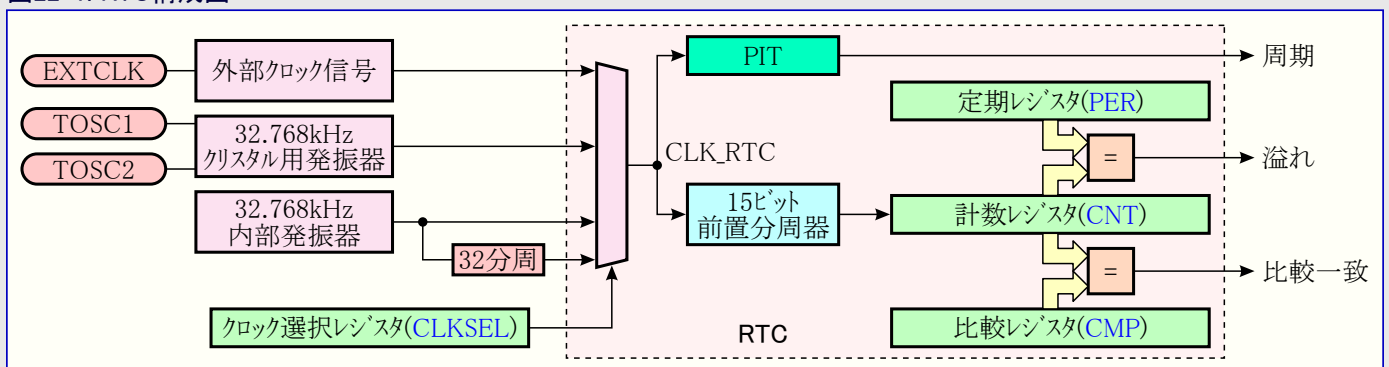 EXTCLK
外部クロック信号
TOSC1
TOSC2
32.768kHz
クリスタル用発振器
32.768kHz
内部発振器
32分周
クロック選択レジスタ(CLKSEL)
CLK_RTC
PIT
15ビット
前置分周器
定期レジスタ(PER)
=
計数レジスタ(CNT)
=
比較レジスタ(CMP)
RTC
周期
溢れ
比較一致